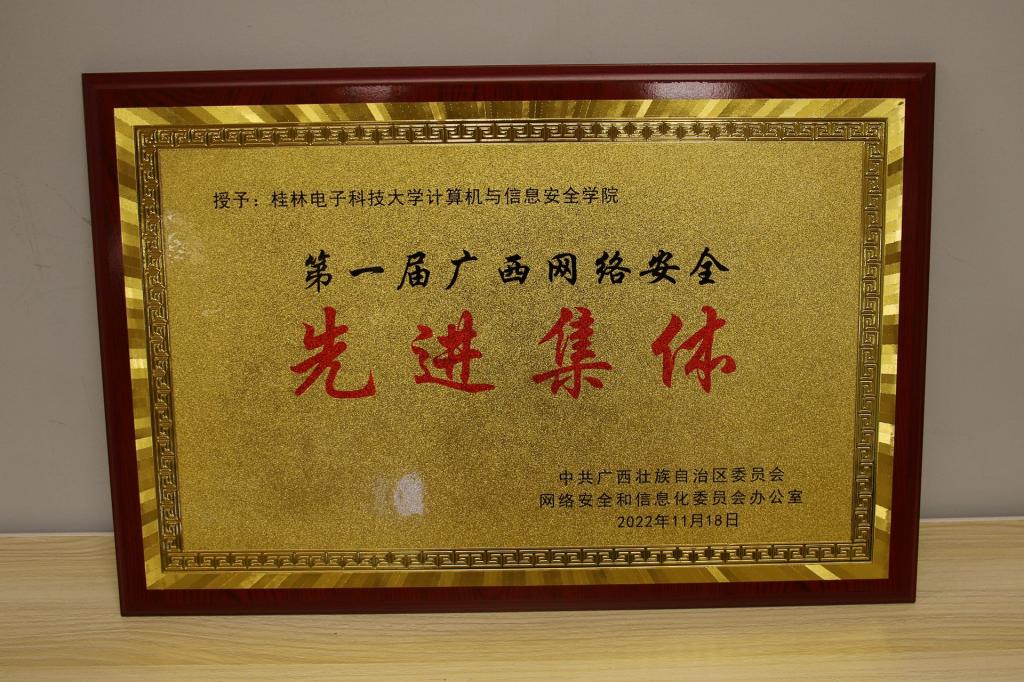 授予：桂林电子科技大学计算机与信息安全学院
第一届广西网络安全
先进集体
中共广西壮族自治区委员会
网络安全和信息化委员会办公室
2022年11月18日